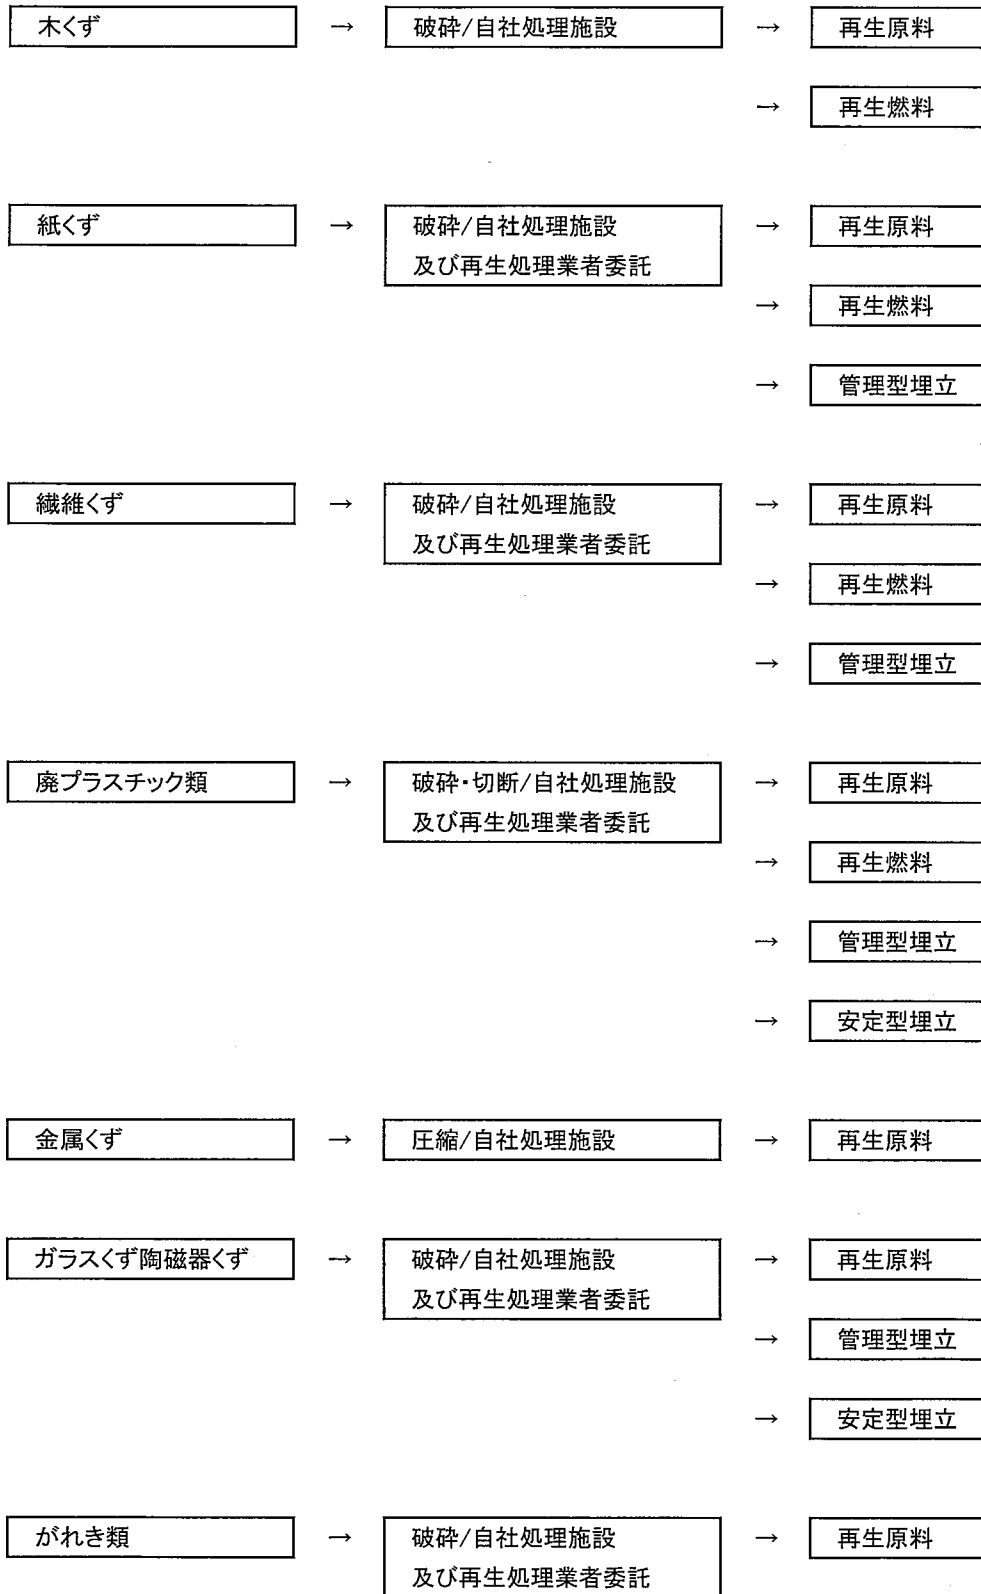 木くず → 破砕/自社処理施設 → 再生原料
→ 再生燃料
紙くず → 破砕/自社処理施設 → 再生原料
及び再生処理業者委託
→ 再生燃料
→ 管理型埋立
繊維くず → 破砕/自社処理施設 → 再生原料
及び再生処理業者委託
→ 再生燃料
→ 管理型埋立
廃プラスチック類 → 破砕・切断/自社処理施設 → 再生原料
及び再生処理業者委託
→ 再生燃料
→ 管理型埋立
→ 安定型埋立
金属くず → 圧縮/自社処理施設 → 再生原料
ガラスくず陶磁器くず → 破砕/自社処理施設 → 再生原料
及び再生処理業者委託
→ 管理型埋立
→ 安定型埋立
がれき類 → 破砕/自社処理施設 → 再生原料
及び再生処理業者委託